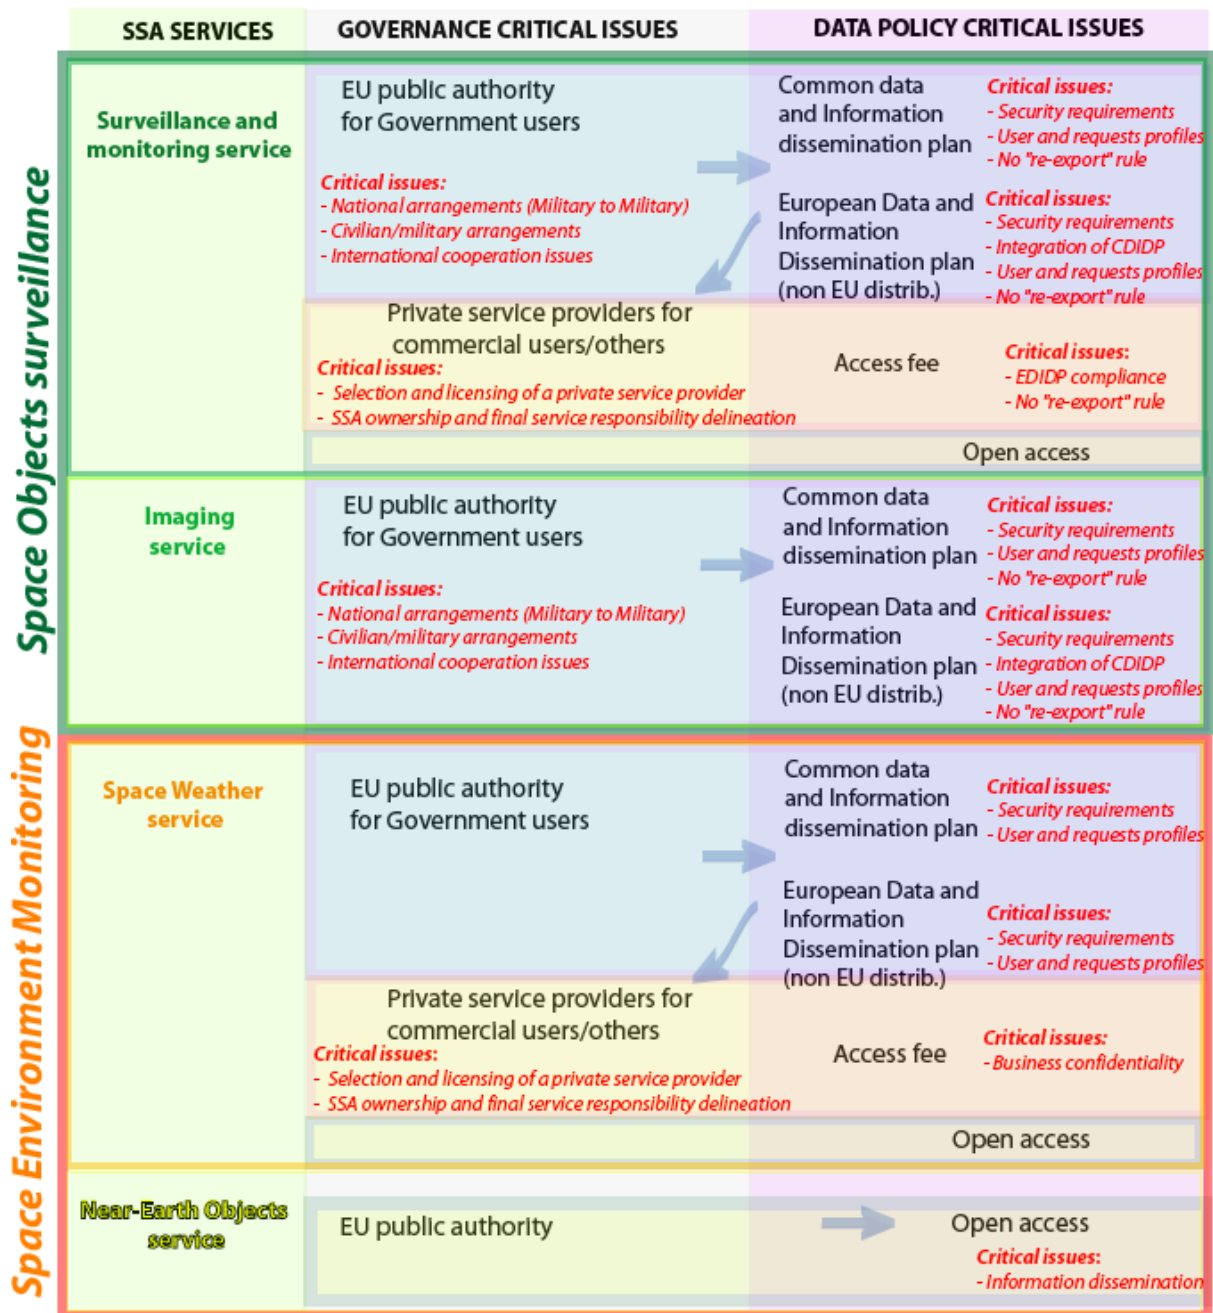 SSA SERVICES
GOVERNANCE CRITICAL ISSUES
DATA POLICY CRITICAL ISSUES
Space Objects surveillance
Surveillance and
monitoring service
EU public authority
for Government users
Critical issues:
- National arrangements (Military to Military)
- Civilian/military arrangements
- International cooperation issues
Common data
and Information
dissemination plan
Critical issues:
- Security requirements
- User and requests profiles
- No "re-export" rule
European Data and
Information
Dissemination plan
(non EU distrib.)
Critical issues:
- Security requirements
- Integration of CDIDP
- User and requests profiles
- No "re-export" rule
Private service providers for
commercial users/others
Critical issues:
- Selection and licensing of a private service provider
- SSA ownership and final service responsibility delineation
Access fee
Critical issues:
- EDIDP compliance
- No "re-export" rule
Open access
Imaging
service
EU public authority
for Government users
Critical issues:
- National arrangements (Military to Military)
- Civilian/military arrangements
- International cooperation issues
Common data
and Information
dissemination plan
Critical issues:
- Security requirements
- User and requests profiles
- No "re-export" rule
European Data and
Information
Dissemination plan
(non EU distrib.)
Critical issues:
- Security requirements
- Integration of CDIDP
- User and requests profiles
- No "re-export" rule
Space Environment Monitoring
Space Weather
service
EU public authority
for Government users
Common data
and Information
dissemination plan
Critical issues:
- Security requirements
- User and requests profiles
European Data and
Information
Dissemination plan
(non EU distrib.)
Critical issues:
- Security requirements
- User and requests profiles
Private service providers for
commercial users/others
Critical issues:
- Selection and licensing of a private service provider
- SSA ownership and final service responsibility delineation
Access fee
Critical issues:
- Business confidentiality
Open access
Near-Earth Objects
service
EU public authority
Open access
Critical issues:
- Information dissemination